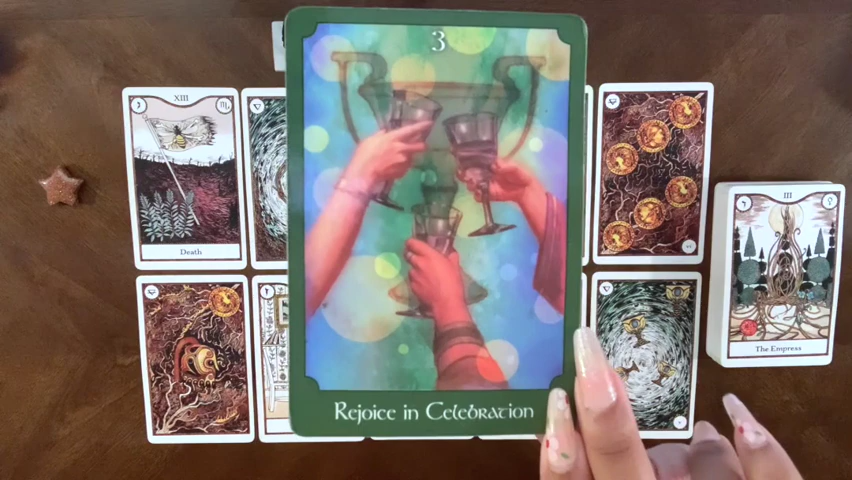 3
Rejoice in Celebration
XIII
Death
III
The Empress